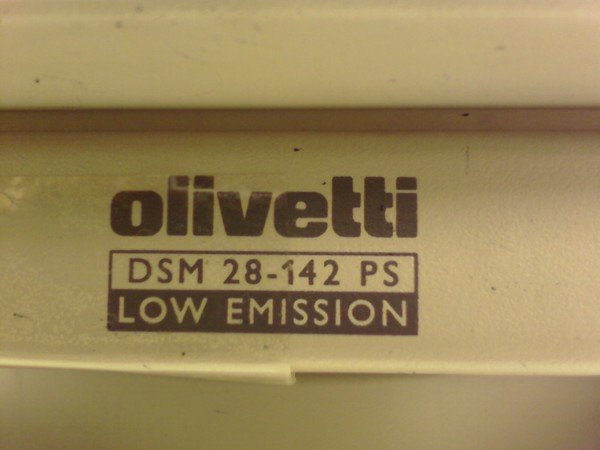 olivetti
DSM 28-142 PS
LOW EMISSION